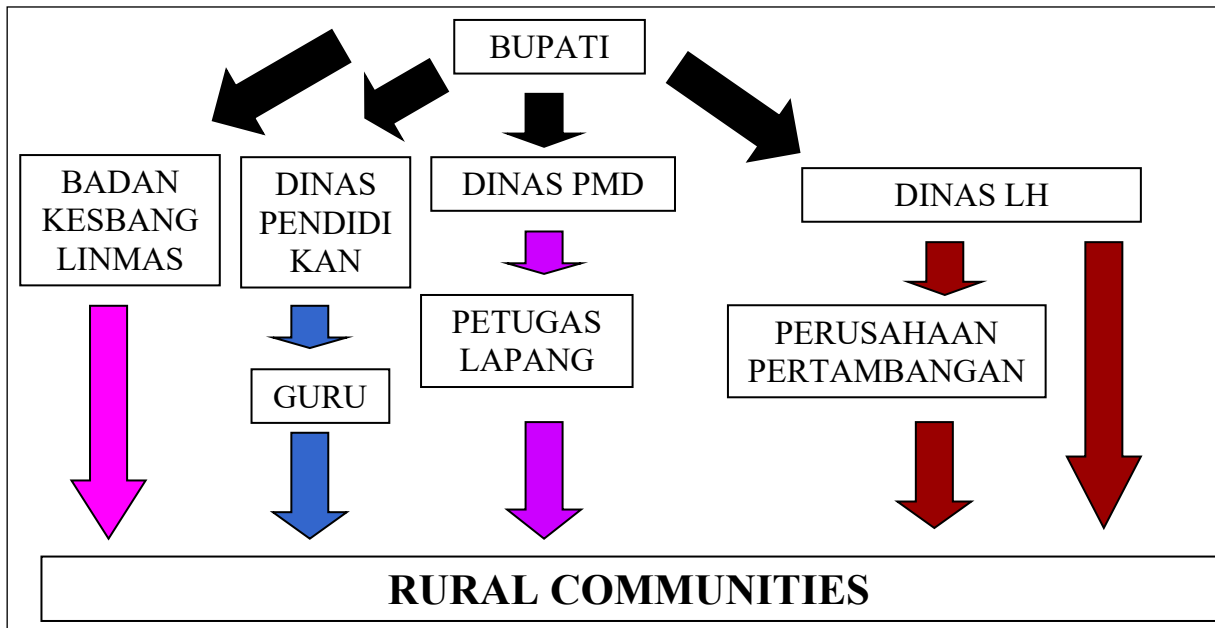 BUPATI
BADAN
KESBANG
LINMAS
DINAS
PENDIDI
KAN
DINAS PMD
DINAS LH
PETUGAS
LAPANG
PERUSAHAAN
PERTAMBANGAN
GURU
RURAL COMMUNITIES